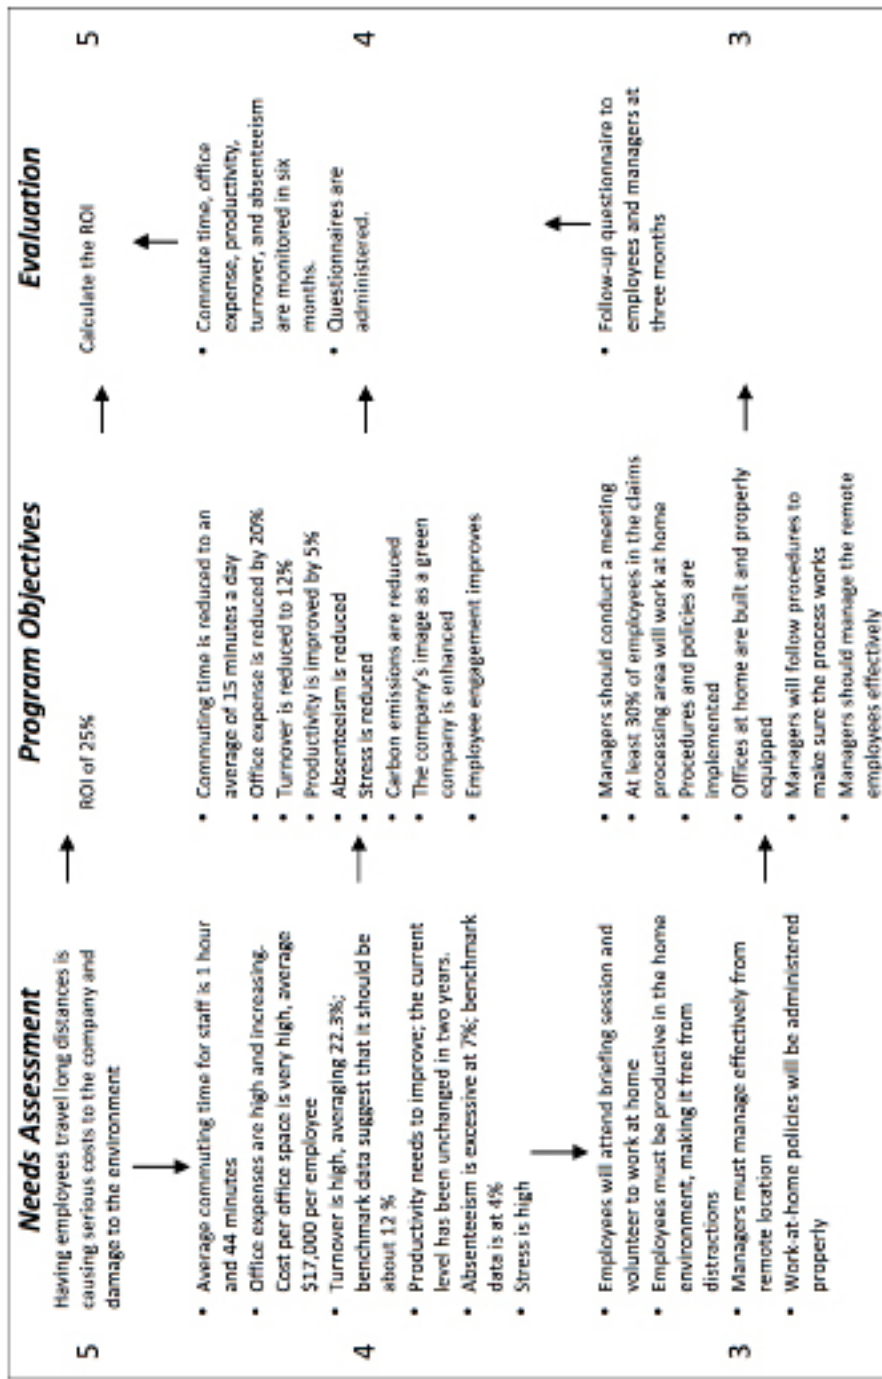 Needs Assessment
Program Objectives
Evaluation
5
Having employees travel long distances is
causing serious costs to the company and
damage to the environment
ROI of 25%
Calculate the ROI
5
4
• Average commuting time for staff is 1 hour
and 44 minutes
• Office expenses are high and increasing.
Cost per office space is very high, average
$17,000 per employee
• Turnover is high, averaging 22.3%;
benchmark data suggest that it should be
about 12 %
• Productivity needs to improve; the current
level has been unchanged in two years.
• Absenteeism is excessive at 7%; benchmark
data is at 4%
• Stress is high
• Commuting time is reduced to an
average of 15 minutes a day
• Office expense is reduced by 20%
• Turnover is reduced to 12%
• Productivity is improved by 5%
• Absenteeism is reduced
• Stress is reduced
• Carbon emissions are reduced
• The company's image as a green
company is enhanced
• Employee engagement improves
• Commute time, office
expense, productivity,
turnover, and absenteeism
are monitored in six
months.
• Questionnaires are
administered.
4
3
• Employees will attend briefing session and
volunteer to work at home
• Employees must be productive in the home
environment, making it free from
distractions
• Managers must manage effectively from
remote location
• Work-at-home policies will be administered
properly
• Managers should conduct a meeting
• At least 30% of employees in the claims
processing area will work at home
• Procedures and policies are
implemented
• Offices at home are built and properly
equipped
• Managers will follow procedures to
make sure the process works
• Managers should manage the remote
employees effectively
• Follow-up questionnaire to
employees and managers at
three months
3